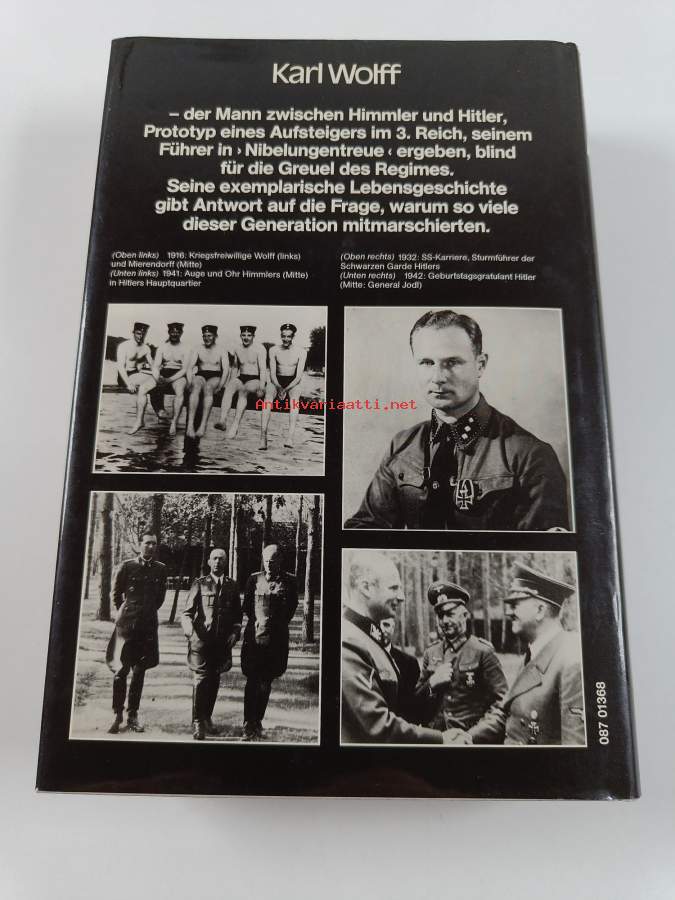 Karl Wolff
– der Mann zwischen Himmler und Hitler,
Prototyp eines Aufsteigers im 3. Reich, seinem
Führer in ›Nibelungentreue‹ ergeben, blind
für die Greuel des Regimes.
Seine exemplarische Lebensgeschichte
gibt Antwort auf die Frage, warum so viele
dieser Generation mitmarschierten.
(Oben links) 1916: Kriegsfreiwillige Wolff (links)
und Mierendorff (Mitte)
(Unten links) 1941: Auge und Ohr Himmlers (Mitte)
in Hitlers Hauptquartier
(Oben rechts) 1932: SS-Karriere, Sturmführer der
Schwarzen Garde Hitlers
(Unten rechts) 1942: Geburtstagsgratulant Hitler
(Mitte: General Jodl)
Antikvariaatti.net
087 01368